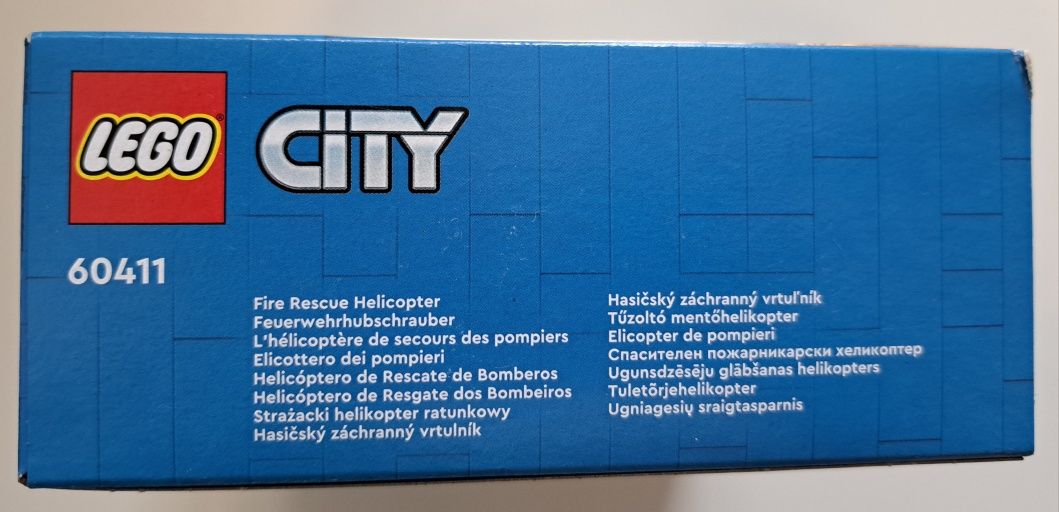 LEGO®
CITY
60411
Fire Rescue Helicopter
Feuerwehrhubschrauber
L'hélicoptère de secours des pompiers
Elicottero dei pompieri
Helicóptero de Rescate de Bomberos
Helicóptero de Resgate dos Bombeiros
Strażacki helikopter ratunkowy
Hasičský záchranný vrtulník
Hasičský záchranný vrtuľník
Tűzoltó mentőhelikopter
Elicopter de pompieri
Спасителен пожарникарски хеликоптер
Ugunsdzēsēju glābšanas helikopters
Tuletõrjehelikopter
Ugniagesių sraigtasparnis